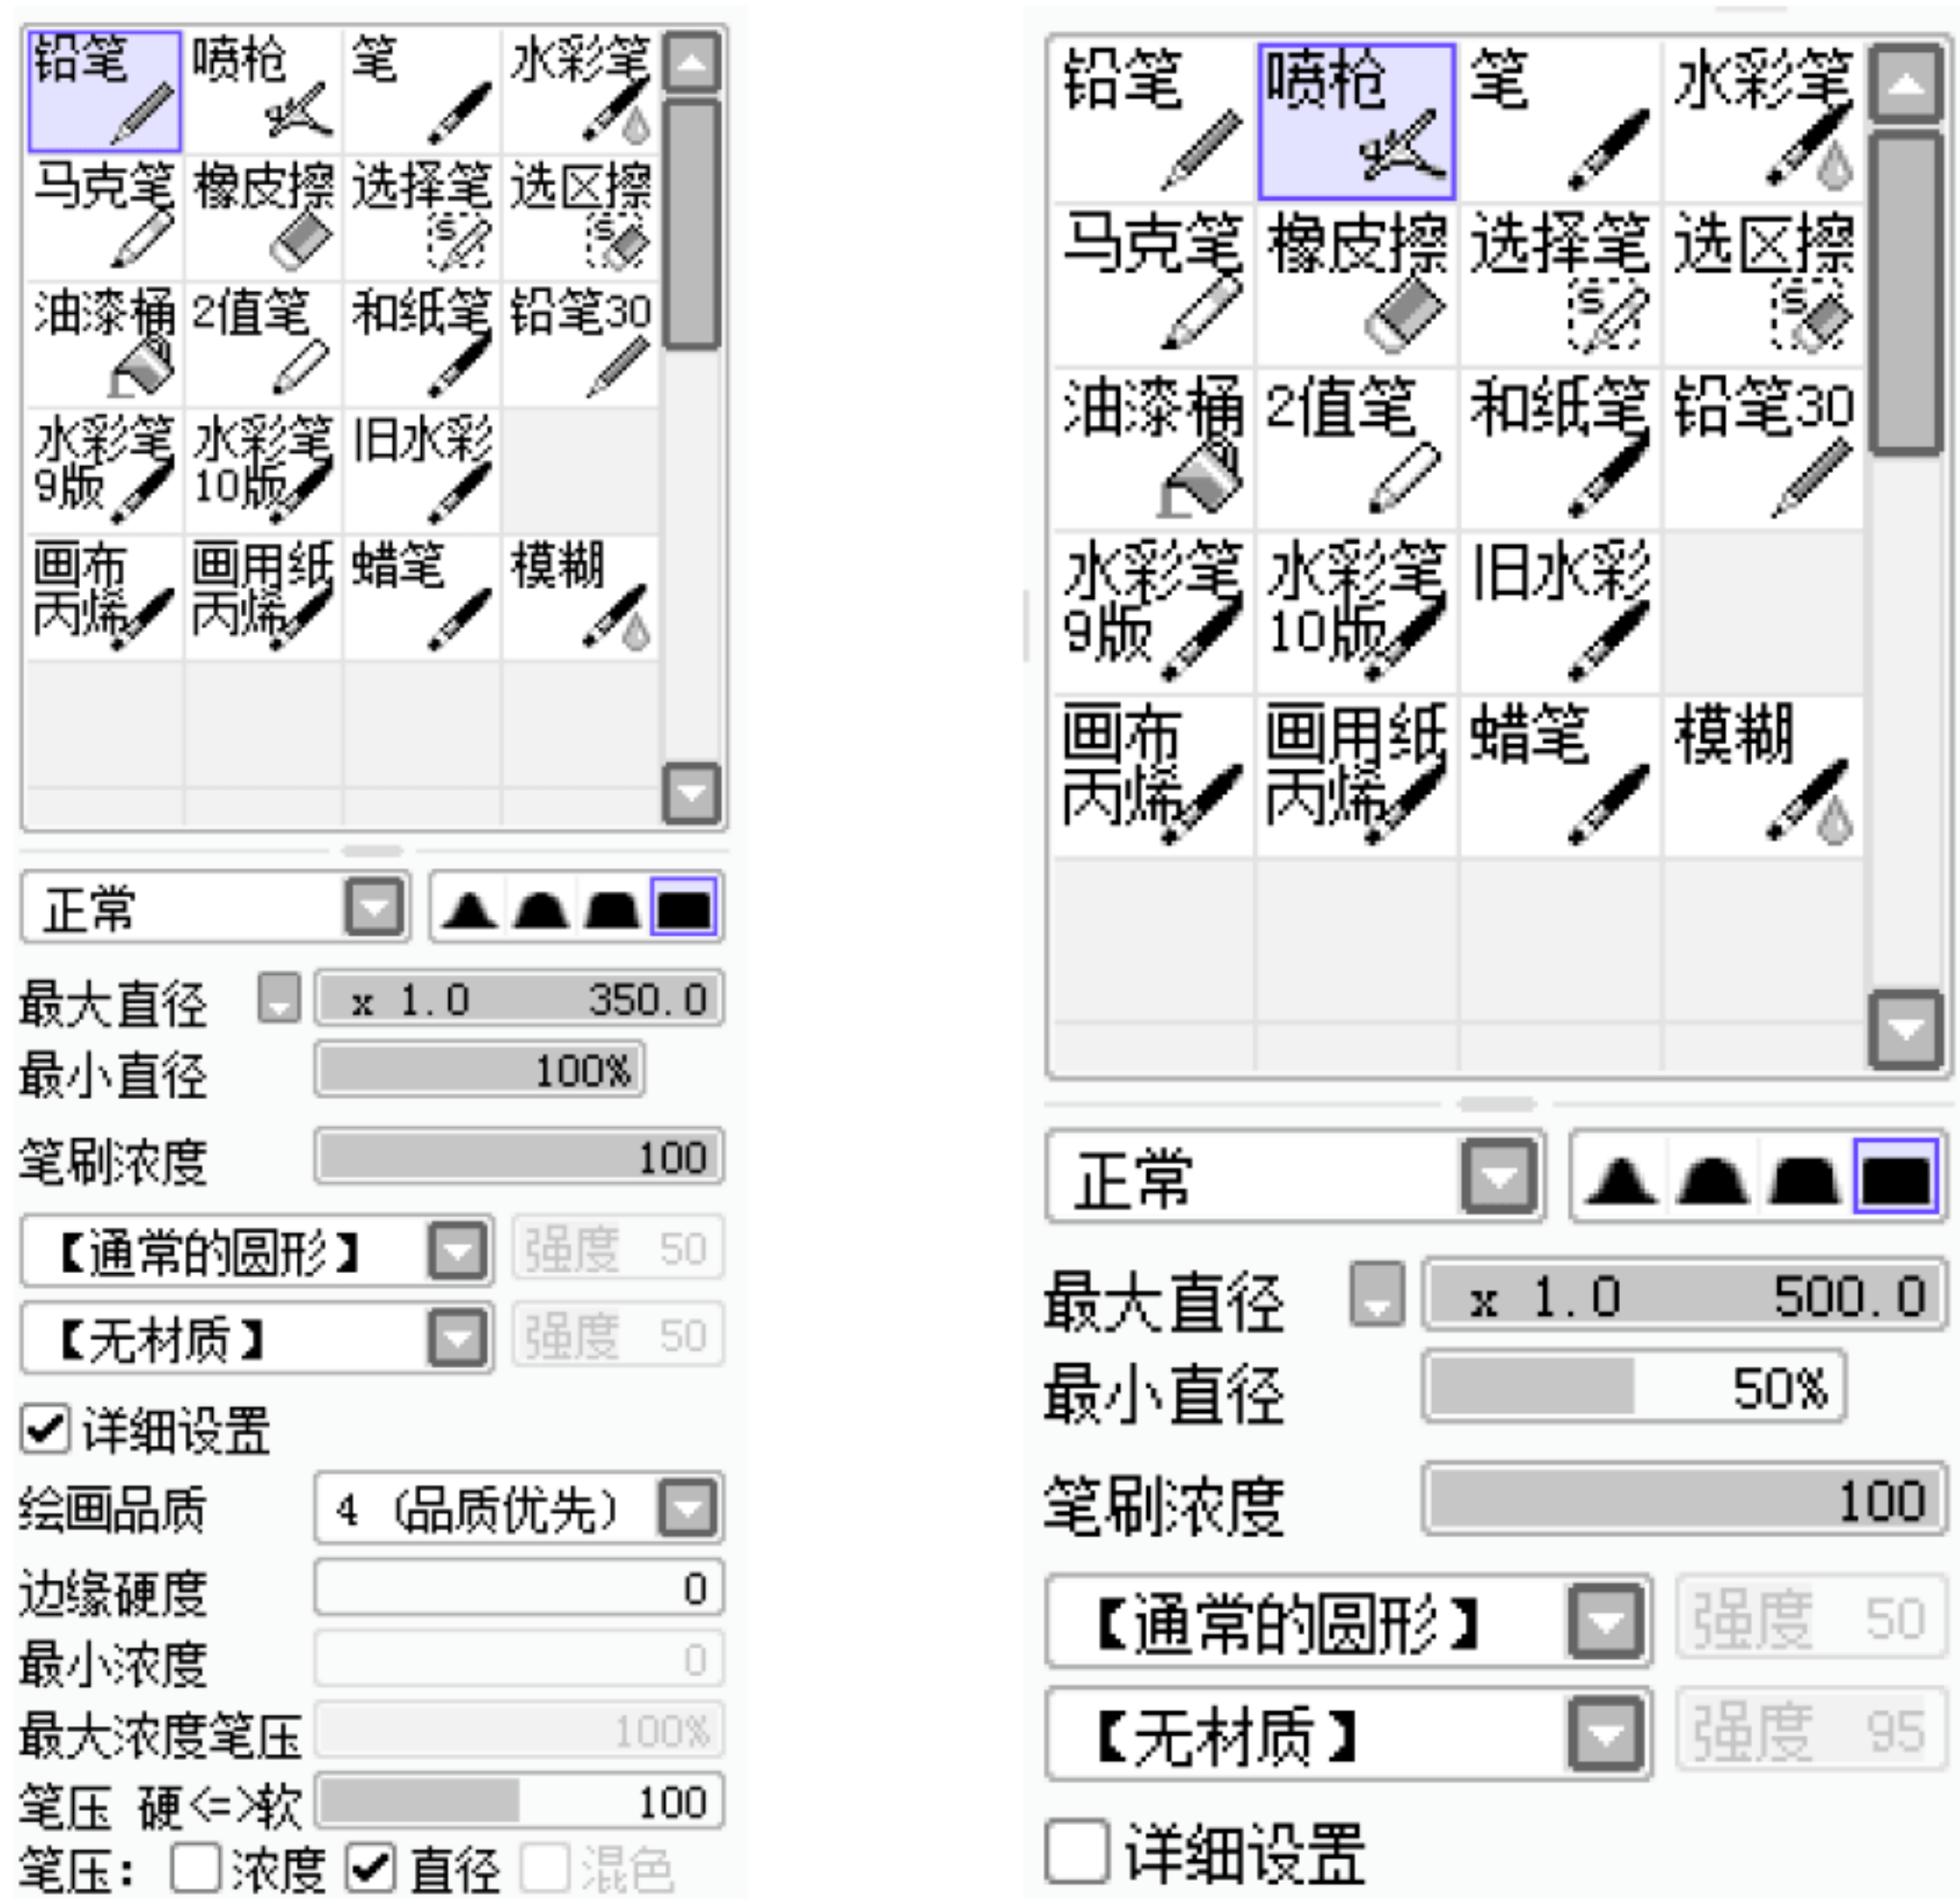 铅笔 喷枪 笔 水彩笔
马克笔 橡皮擦 选择笔 选区擦
油漆桶 2值笔 和纸笔 铅笔30
水彩笔 水彩笔 旧水彩
9版 10版
画布 画用纸 蜡笔 模糊
丙烯 丙烯
正常
最大直径 x 1.0 350.0
最小直径 100%
笔刷浓度 100
【通常的圆形】 强度 50
【无材质】 强度 50
详细设置
绘画品质 4 (品质优先)
边缘硬度 0
最小浓度 0
最大浓度笔压 100%
笔压 硬<=>软 100
笔压: 浓度 直径 混色
铅笔 喷枪 笔 水彩笔
马克笔 橡皮擦 选择笔 选区擦
油漆桶 2值笔 和纸笔 铅笔30
水彩笔 水彩笔 旧水彩
9版 10版
画布 画用纸 蜡笔 模糊
丙烯 丙烯
正常
最大直径 x 1.0 500.0
最小直径 50%
笔刷浓度 100
【通常的圆形】 强度 50
【无材质】 强度 95
详细设置